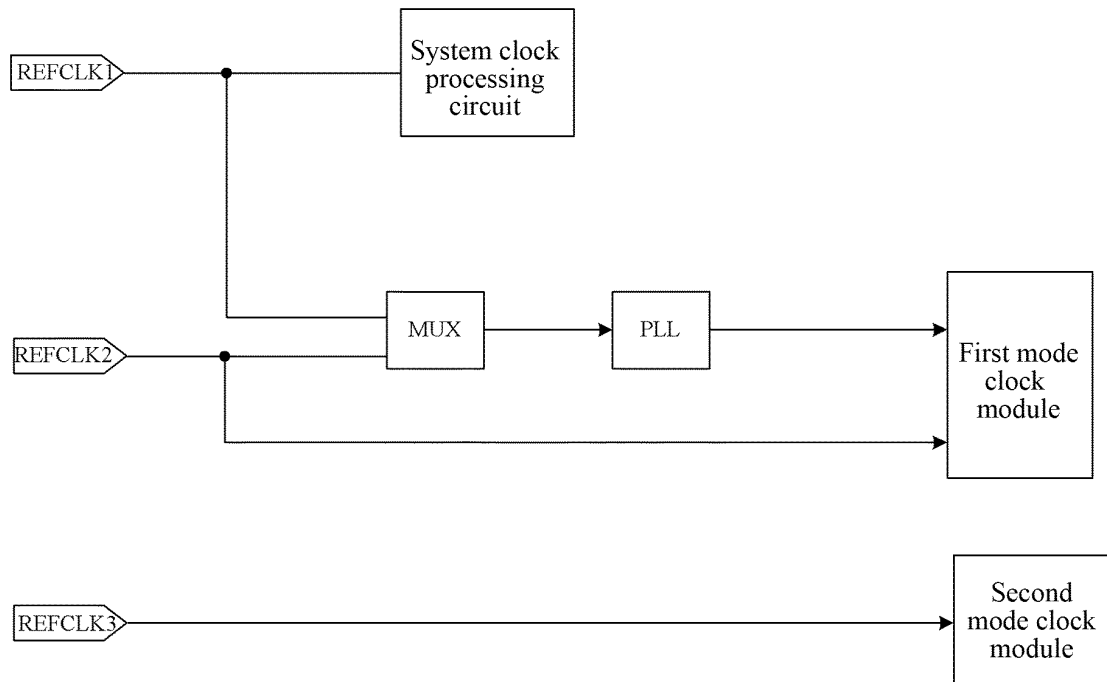 REFCLK1
System clock
processing
circuit
MUX
PLL
REFCLK2
First mode
clock
module
REFCLK3
Second
mode clock
module